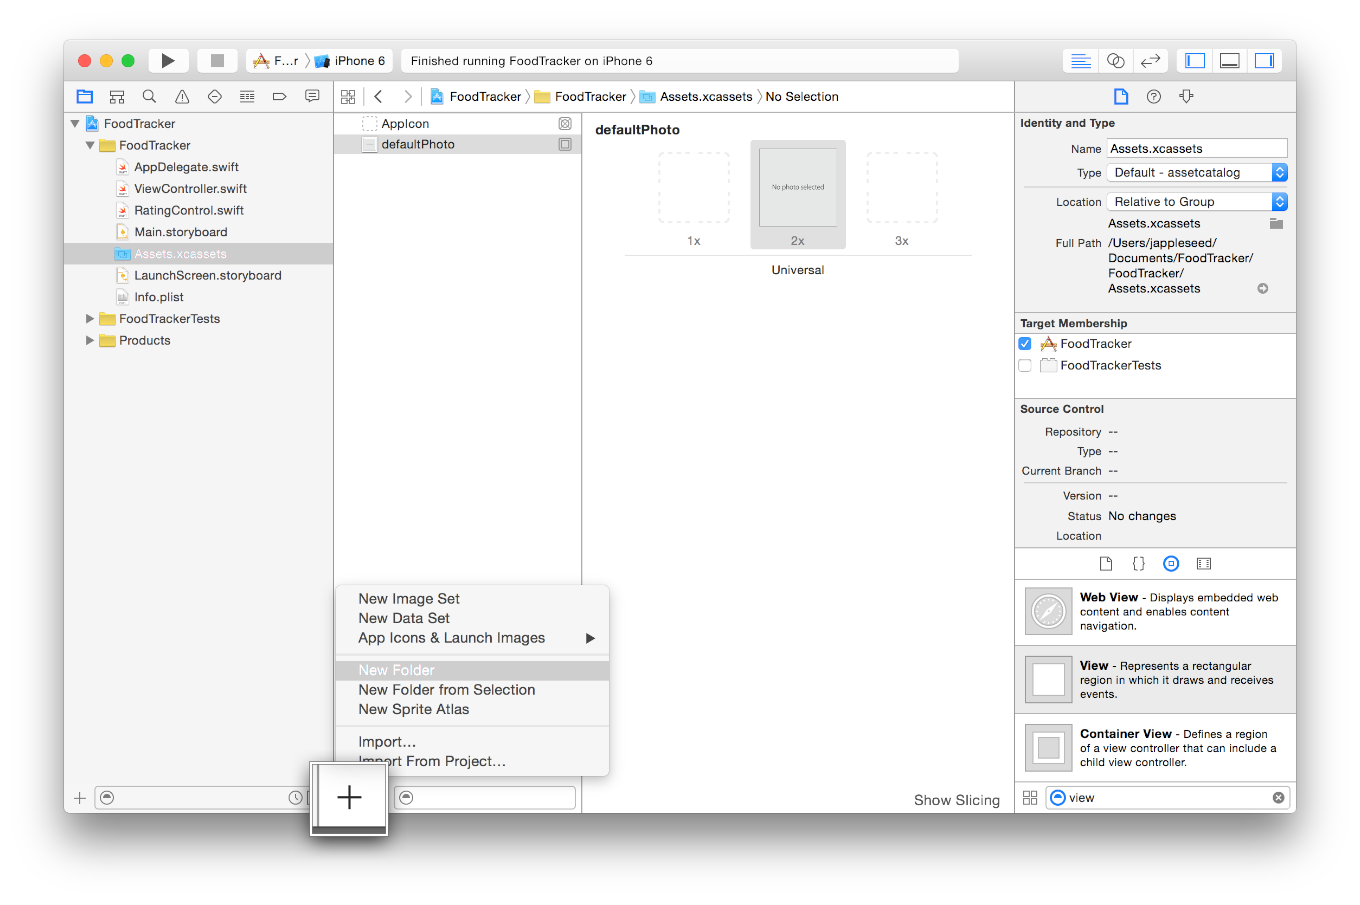 F...r
iPhone 6
Finished running FoodTracker on iPhone 6
FoodTracker
FoodTracker
Assets.xcassets
No Selection
FoodTracker
FoodTracker
AppDelegate.swift
ViewController.swift
RatingControl.swift
Main.storyboard
Assets.xcassets
LaunchScreen.storyboard
Info.plist
FoodTrackerTests
Products
AppIcon
defaultPhoto
defaultPhoto
No photo selected
1x
2x
3x
Universal
New Image Set
New Data Set
App Icons & Launch Images
New Folder
New Folder from Selection
New Sprite Atlas
Import...
Import From Project...
Show Slicing
Identity and Type
Name Assets.xcassets
Type Default - assetcatalog
Location Relative to Group
Assets.xcassets
Full Path /Users/jappleseed/
Documents/FoodTracker/
FoodTracker/
Assets.xcassets
Target Membership
FoodTracker
FoodTrackerTests
Source Control
Repository --
Type --
Current Branch --
Version --
Status No changes
Location
Web View - Displays embedded web
content and enables content
navigation.
View - Represents a rectangular
region in which it draws and receives
events.
Container View - Defines a region
of a view controller that can include a
child view controller.
view